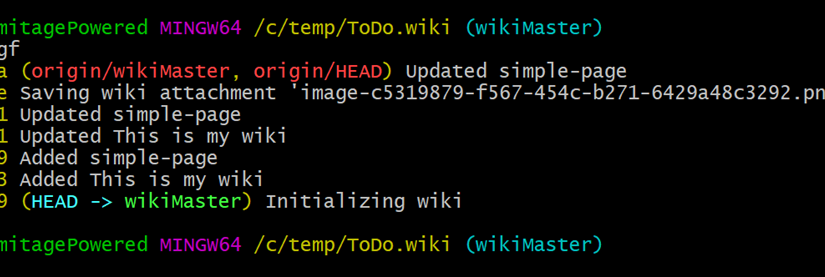 mitagePowered MINGW64 /c/temp/ToDo.wiki (wikiMaster)
gf
a (origin/wikiMaster, origin/HEAD) Updated simple-page
e Saving wiki attachment 'image-c5319879-f567-454c-b271-6429a48c3292.pn
1 Updated simple-page
1 Updated This is my wiki
9 Added simple-page
3 Added This is my wiki
9 (HEAD -> wikiMaster) Initializing wiki
mitagePowered MINGW64 /c/temp/ToDo.wiki (wikiMaster)